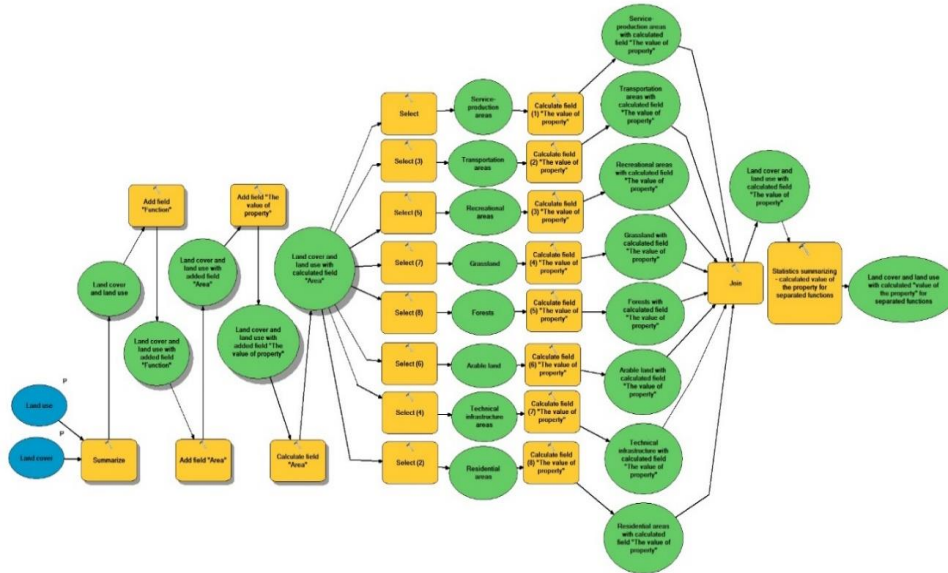 Service-
production areas
with calculated
field "The value of
property"
Select
Service-
production
areas
Calculate field
(1) "The value of
property"
Transportation
areas with
calculated field
"The value of
property"
Select (3)
Transportation
areas
Calculate field
(2) "The value of
property"
Recreational areas
with calculated field
"The value of
property"
Land cover and
land use with
calculated field
"The value of
property"
Add field
"Function"
Add field "The
value of
property"
Select (5)
Recreational
areas
Calculate field
(3) "The value of
property"
Land cover
and land use
Land cover and
land use with
added field
"Area"
Land cover and
land use with
calculated field
"Area"
Select (7)
Grassland
Calculate field
(4) "The value of
property"
Grassland with
calculated field
"The value of
property"
Join
Statistics summarizing
- calculated value of
the property for
separated functions
Land cover and land use
with calculated "value of
the property" for
separated functions
Select (8)
Forests
Calculate field
(5) "The value of
property"
Forests with
calculated field
"The value of
property"
Land cover and
land use with
added field
"Function"
Land cover and
land use with
added field "The
value of property"
Select (6)
Arable land
Calculate field
(6) "The value of
property"
Arable land with
calculated field
"The value of
property"
P
Land use
Select (4)
Technical
infrastructure
areas
Calculate field
(7) "The value of
property"
Technical
infrastructure with
calculated field
"The value of
property"
P
Land cover
Summarize
Add field "Area"
Calculate field
"Area"
Select (2)
Residential
areas
Calculate field
(8) "The value of
property"
Residential areas
with calculated
field "The value of
property"